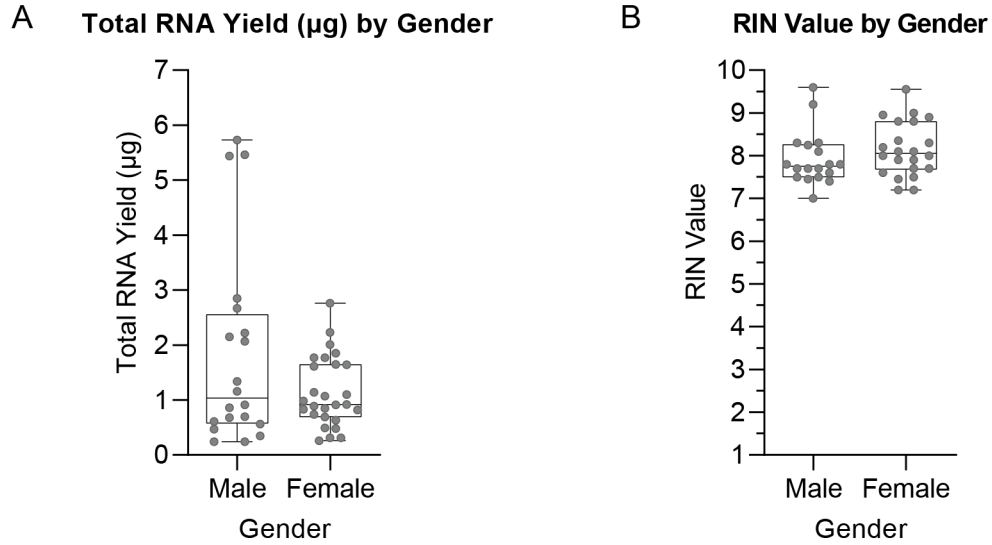 A
Total RNA Yield (μg) by Gender
7
6
5
4
3
2
1
0
Total RNA Yield (μg)
Male Female
Gender
B
RIN Value by Gender
10
9
8
7
6
5
4
3
2
1
RIN Value
Male Female
Gender